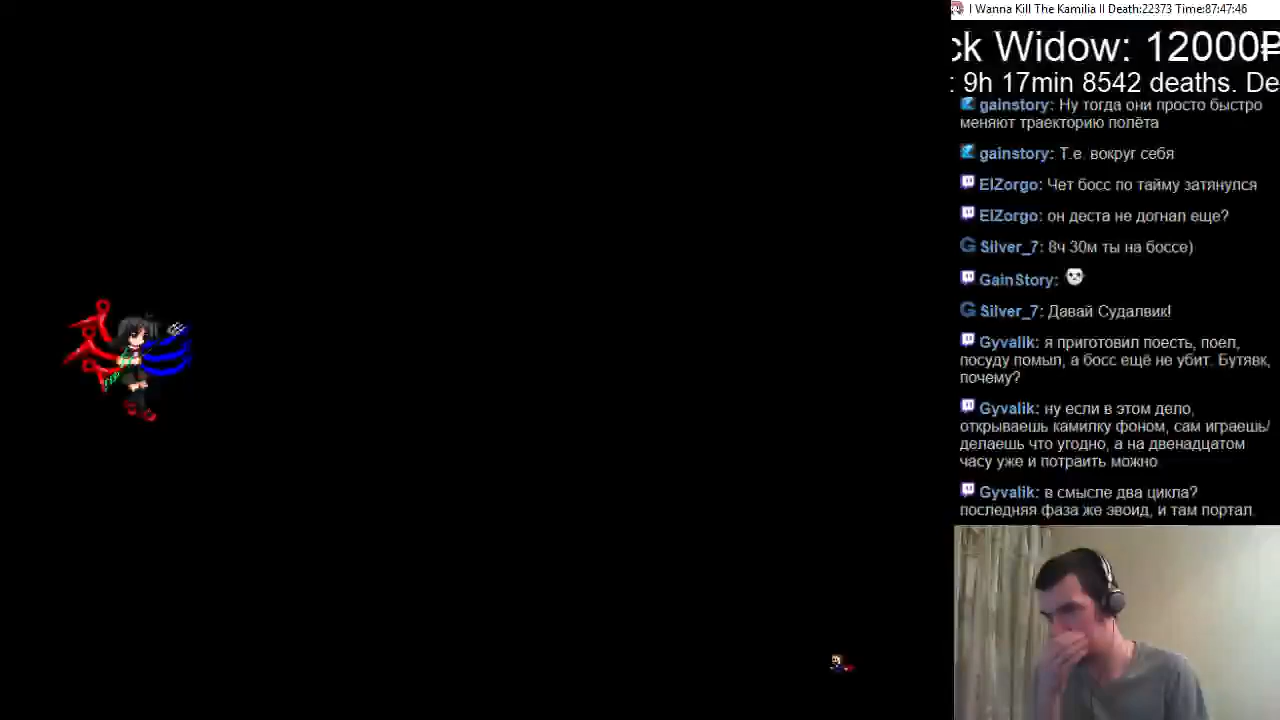 I Wanna Kill The Kamilia II Death:22373 Time:87:47:46
ck Widow: 12000₽
: 9h 17min 8542 deaths. De
gainstory: Ну тогда они просто быстро
меняют траекторию полёта
gainstory: Т.е. вокруг себя
ElZorgo: Чет босс по тайму затянулся
ElZorgo: он деста не догнал еще?
Silver_7: 8ч 30м ты на боссе)
GainStory:
Silver_7: Давай Судалвик!
Gyvalik: я приготовил поесть, поел,
посуду помыл, а босс ещё не убит. Бутявк,
почему?
Gyvalik: ну если в этом дело,
открываешь камилку фоном, сам играешь/
делаешь что угодно, а на двенадцатом
часу уже и потраить можно
Gyvalik: в смысле два цикла?
последняя фаза же эвоид, и там портал